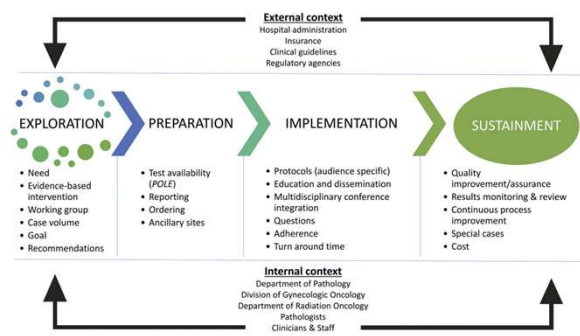 External context
Hospital administration
Insurance
Clinical guidelines
Regulatory agencies
EXPLORATION
• Need
• Evidence-based
intervention
• Working group
• Case volume
• Goal
• Recommendations
PREPARATION
• Test availability
(POLE)
• Reporting
• Ordering
• Ancillary sites
IMPLEMENTATION
• Protocols (audience specific)
• Education and dissemination
• Multidisciplinary conference
integration
• Questions
• Adherence
• Turn around time
SUSTAINMENT
• Quality
improvement/assurance
• Results monitoring & review
• Continuous process
improvement
• Special cases
• Cost
Internal context
Department of Pathology
Division of Gynecologic Oncology
Department of Radiation Oncology
Pathologists
Clinicians & Staff